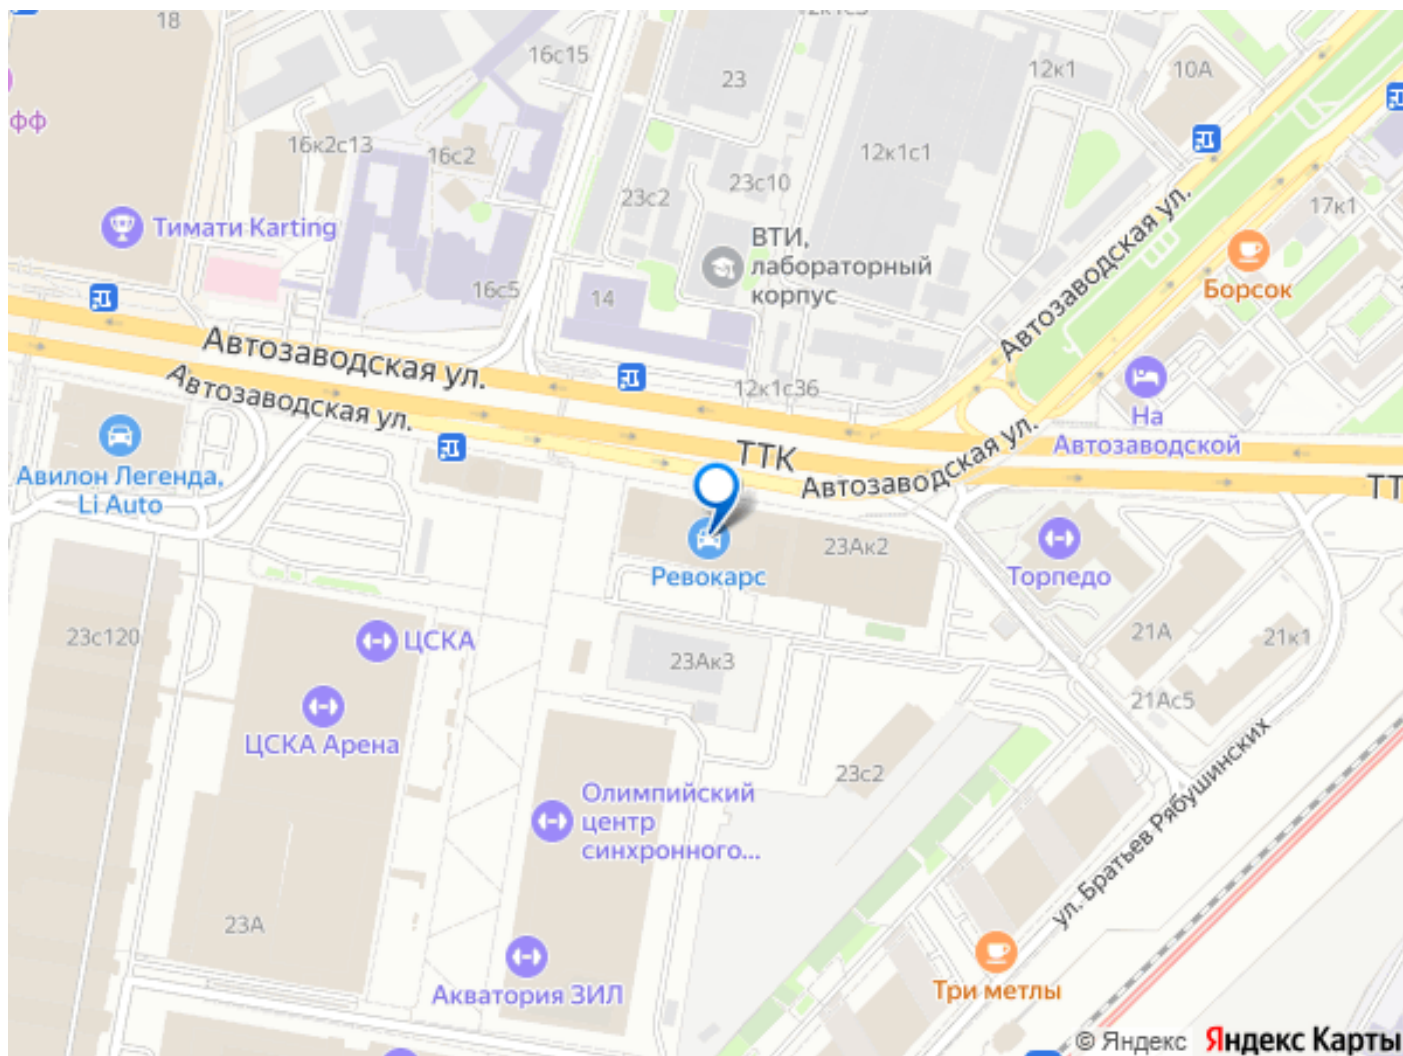 18
16с15
12к1с3
23
12к1
10А
фф
16к2с13
16с2
12к1с1
23с2
23с10
17к1
Тимати Karting
ВТИ,
лабораторный
корпус
Автозаводская ул.
Борсок
16с5
14
Автозаводская ул.
Автозаводская ул.
12к1с36
На
Автозаводской
ТТК
Автозаводская ул.
ТТ
Авилон Легенда,
Li Auto
23Ак2
Ревокарс
Торпедо
23с120
ЦСКА
23Ак3
21А
21к1
21Ас5
ЦСКА Арена
23с2
Олимпийский
центр
синхронного...
ул. Братьев Рябушинских
23А
Акватория ЗИЛ
Три метлы
© Яндекс Яндекс Карты